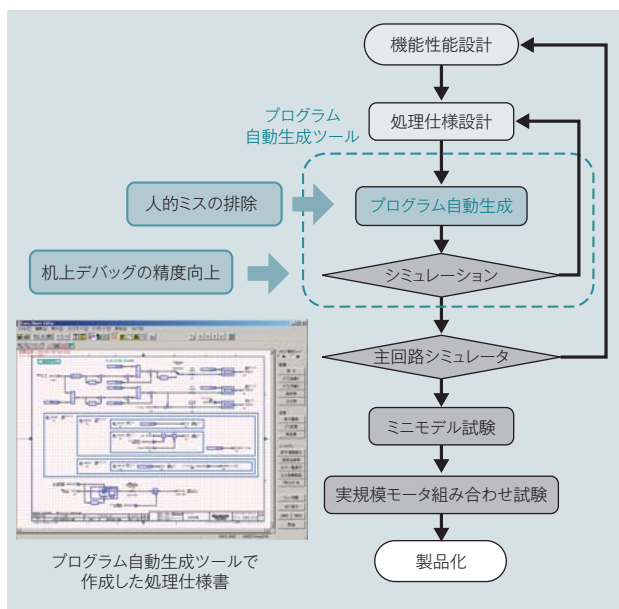 機能性能設計
処理仕様設計
プログラム
自動生成ツール
人的ミスの排除
プログラム自動生成
机上デバッグの精度向上
シミュレーション
主回路シミュレータ
ミニモデル試験
実規模モータ組み合わせ試験
製品化
プログラム自動生成ツールで
作成した処理仕様書